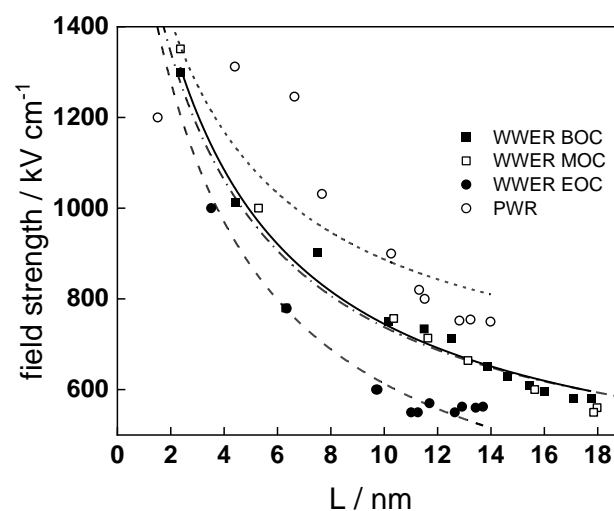 1400
1200
1000
800
600
field strength / kV cm⁻¹
WWER BOC
WWER MOC
WWER EOC
PWR
0 2 4 6 8 10 12 14 16 18
L / nm